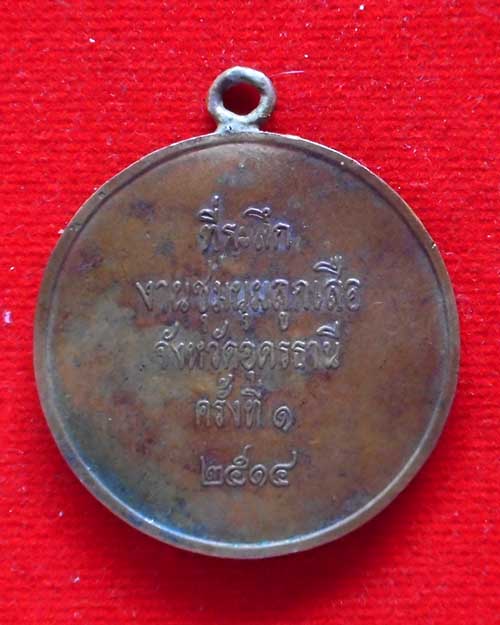 ที่ระลึก
งานชุมนุมลูกเสือ
จังหวัดอุดรธานี
ครั้งที่ ๑
๒๕๑๔